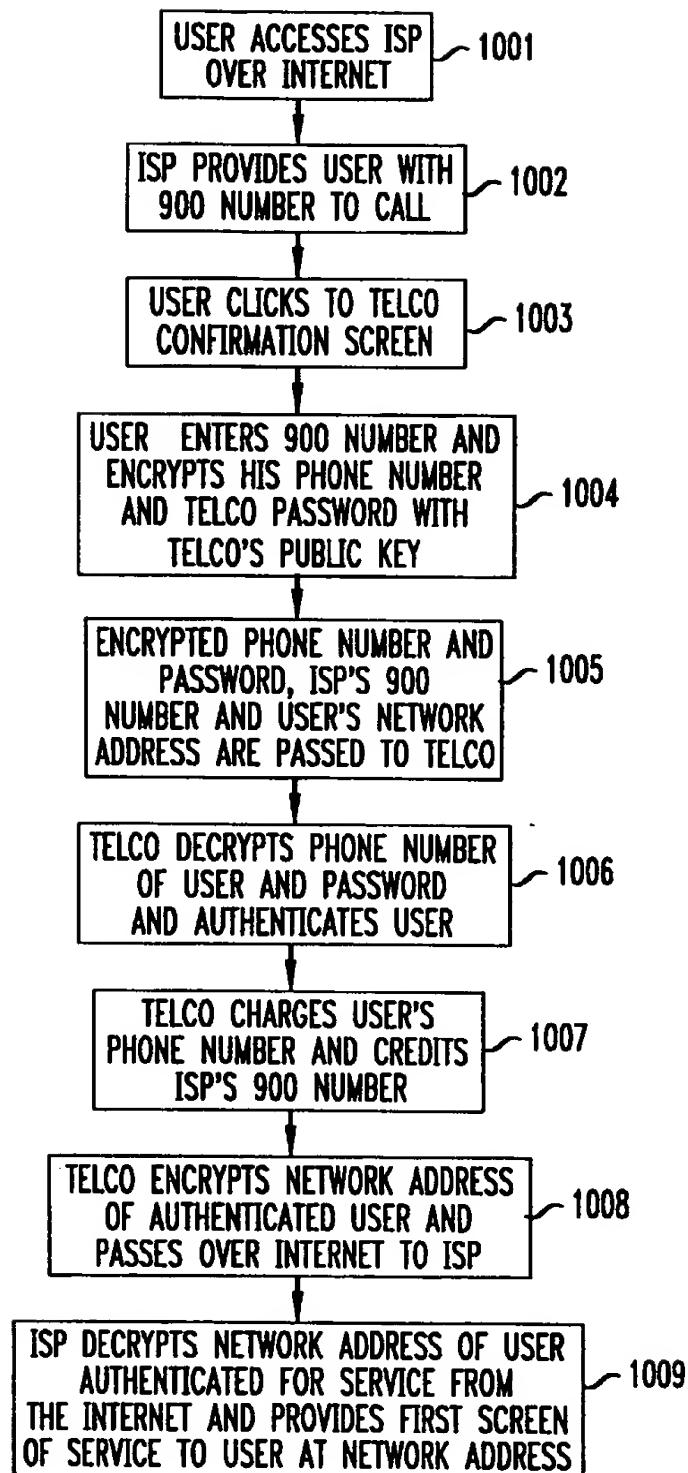 USER ACCESSES ISP
OVER INTERNET
1001
ISP PROVIDES USER WITH
900 NUMBER TO CALL
1002
USER CLICKS TO TELCO
CONFIRMATION SCREEN
1003
USER ENTERS 900 NUMBER AND
ENCRYPTS HIS PHONE NUMBER
AND TELCO PASSWORD WITH
TELCO'S PUBLIC KEY
1004
ENCRYPTED PHONE NUMBER AND
PASSWORD, ISP'S 900
NUMBER AND USER'S NETWORK
ADDRESS ARE PASSED TO TELCO
1005
TELCO DECRYPTS PHONE NUMBER
OF USER AND PASSWORD
AND AUTHENTICATES USER
1006
TELCO CHARGES USER'S
PHONE NUMBER AND CREDITS
ISP'S 900 NUMBER
1007
TELCO ENCRYPTS NETWORK ADDRESS
OF AUTHENTICATED USER AND
PASSES OVER INTERNET TO ISP
1008
ISP DECRYPTS NETWORK ADDRESS OF USER
AUTHENTICATED FOR SERVICE FROM
THE INTERNET AND PROVIDES FIRST SCREEN
OF SERVICE TO USER AT NETWORK ADDRESS
1009